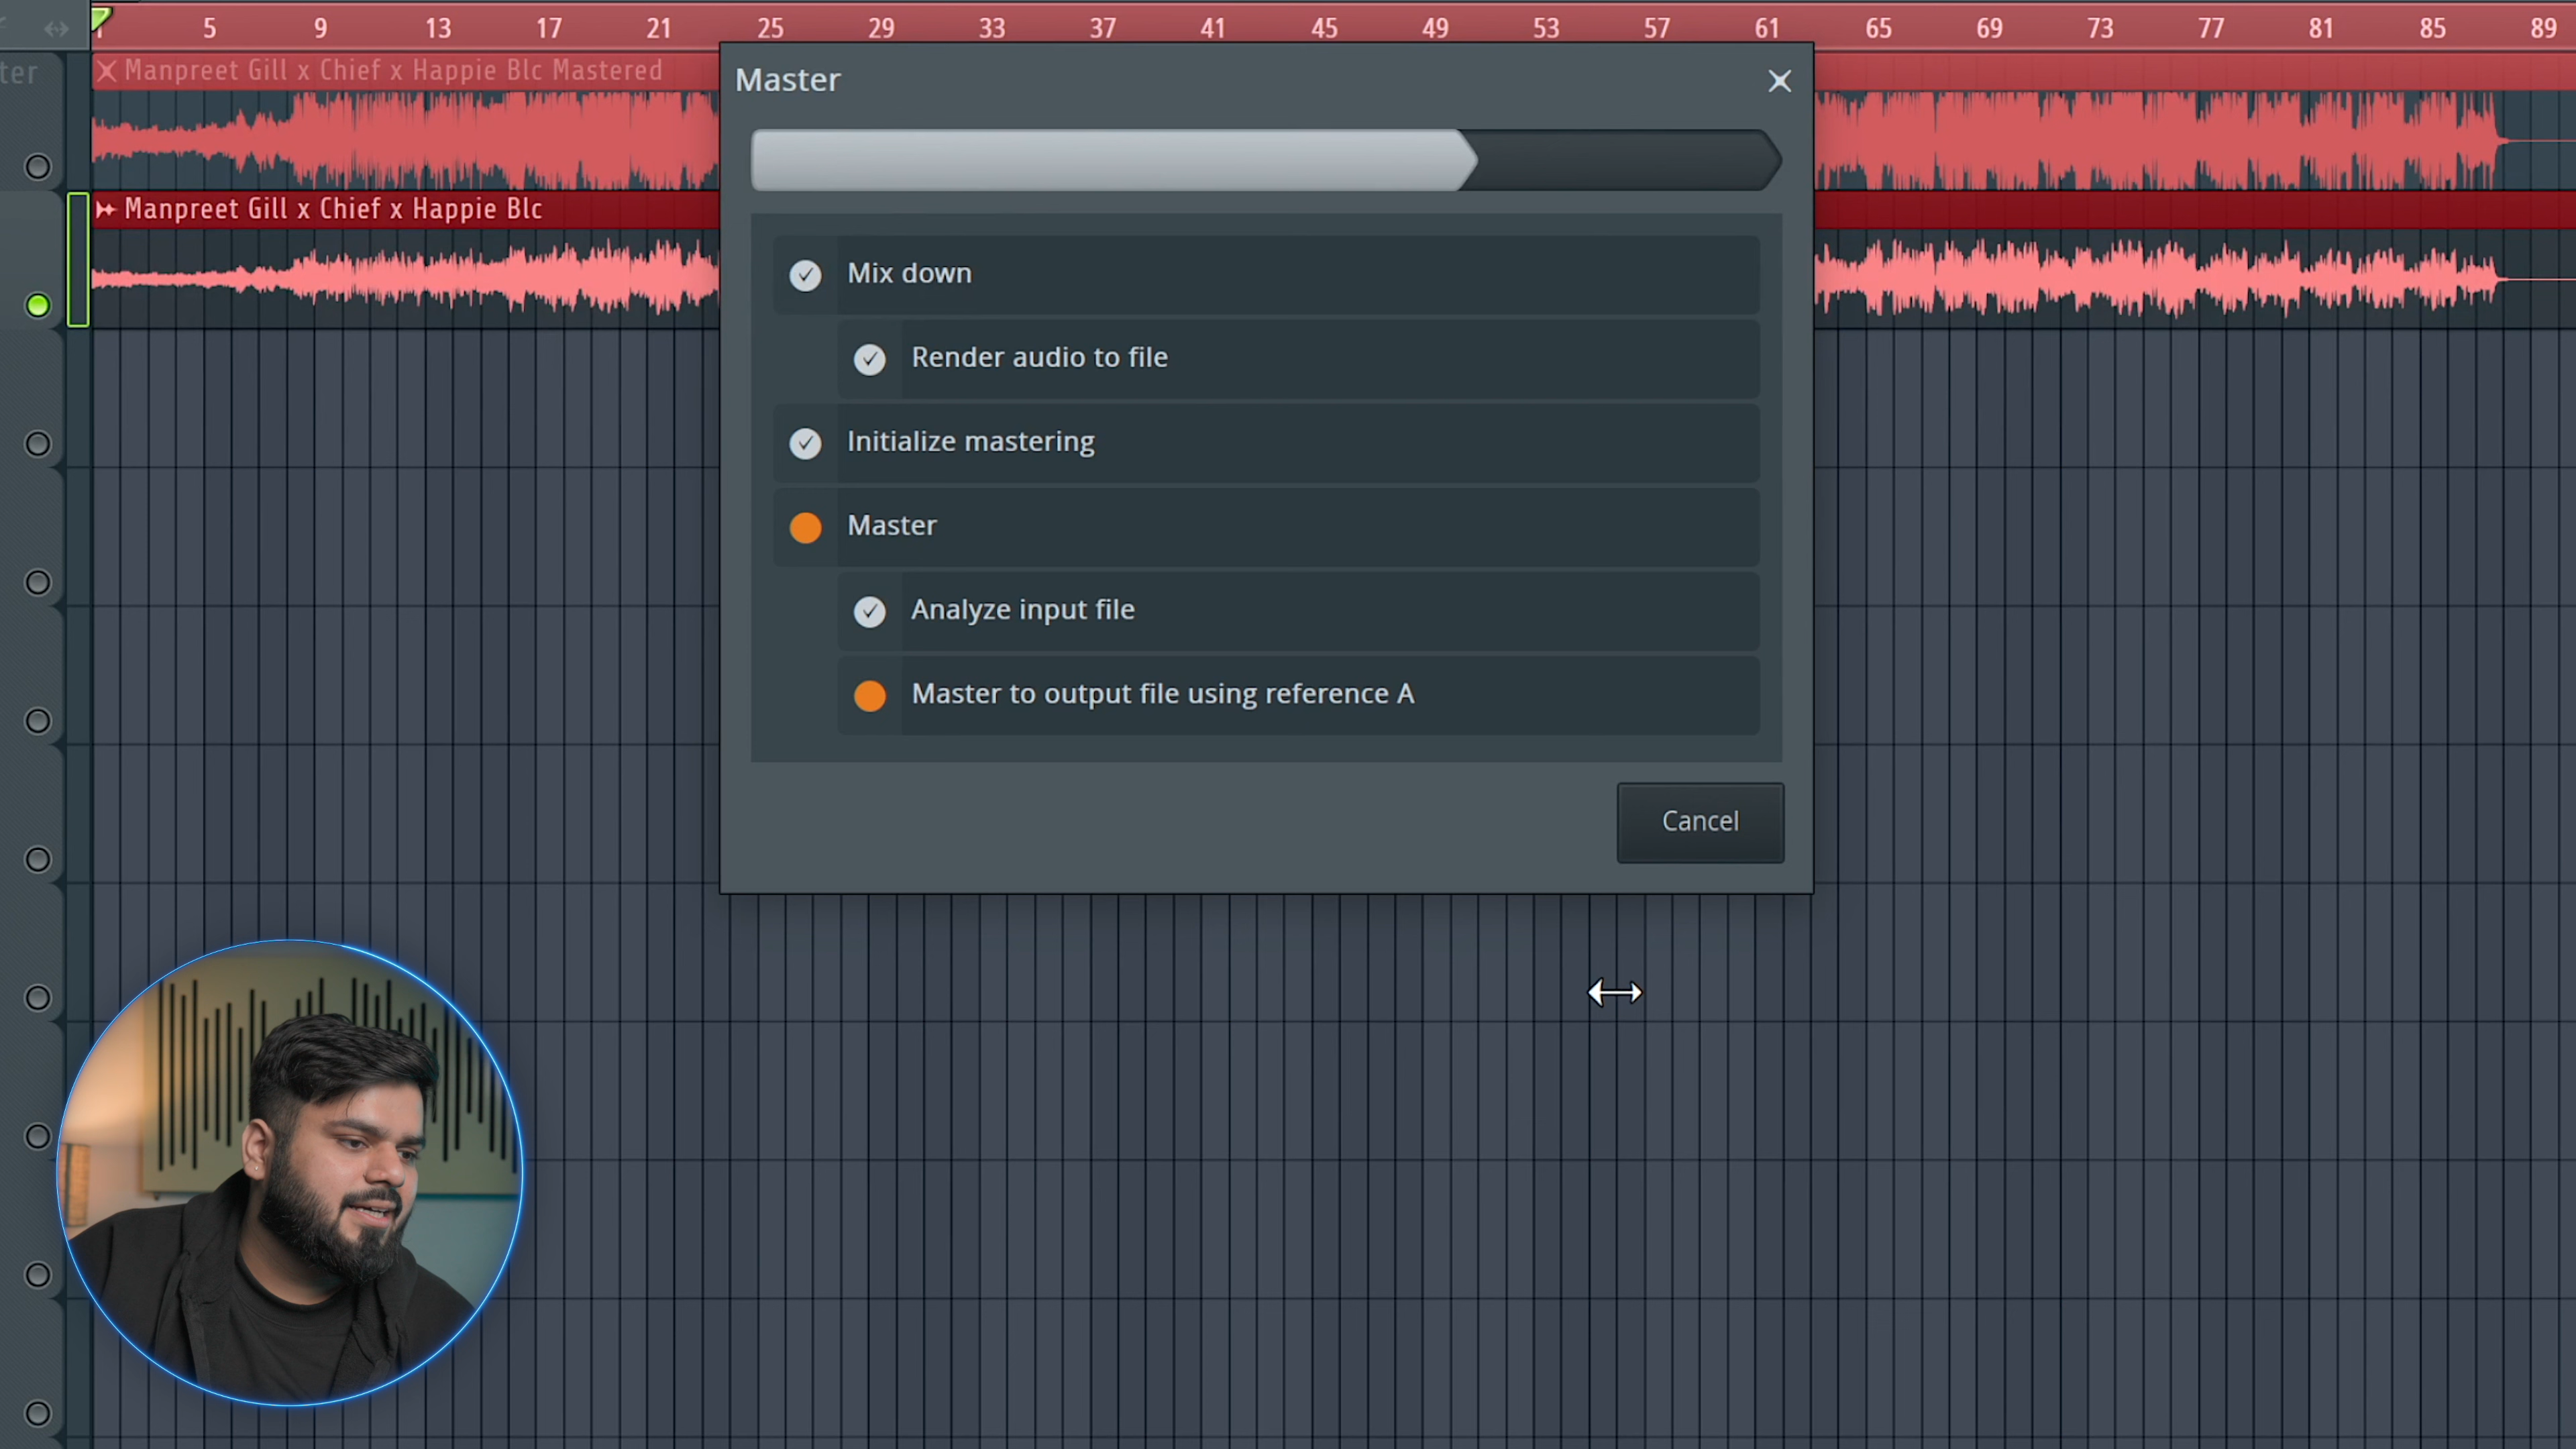 ter
1 5 9 13 17 21 25 29 33 37 41 45 49 53 57 61 65 69 73 77 81 85 89
Manpreet Gill x Chief x Happie Blc Mastered
Manpreet Gill x Chief x Happie Blc
Master
Mix down
Render audio to file
Initialize mastering
Master
Analyze input file
Master to output file using reference A
Cancel